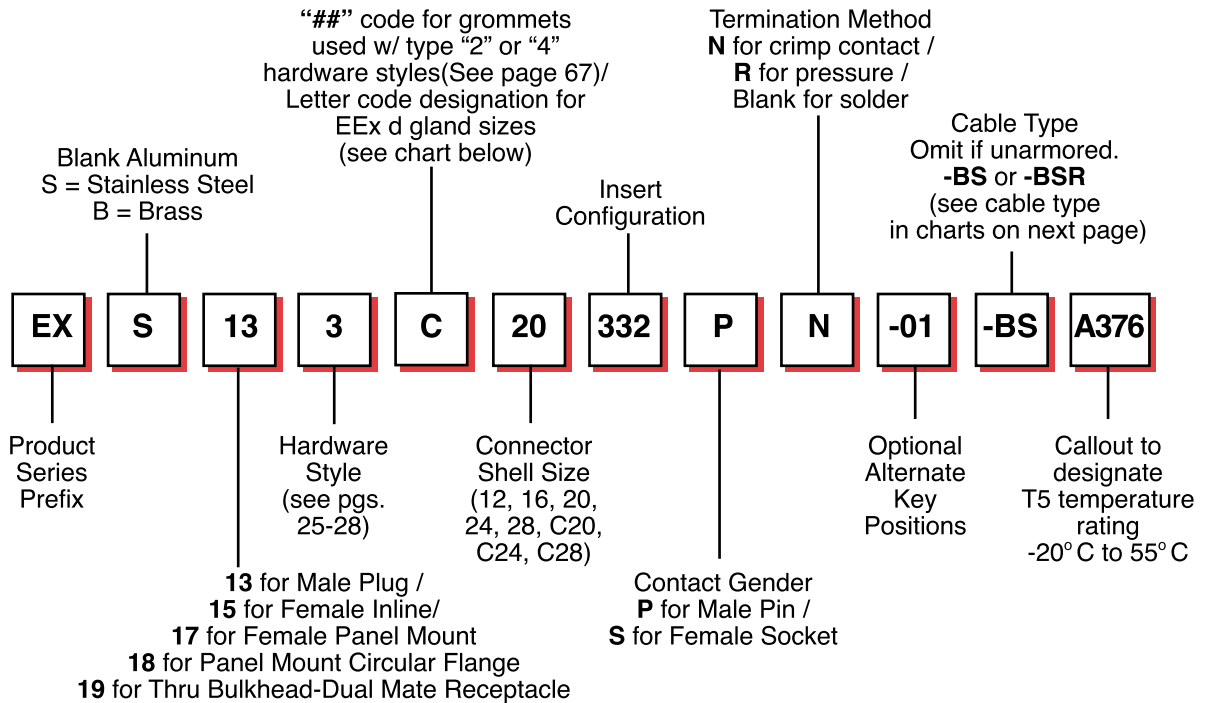 “##” code for grommets
used w/ type “2” or “4”
hardware styles(See page 67)/
Letter code designation for
EEx d gland sizes
(see chart below)
Termination Method
N for crimp contact /
R for pressure /
Blank for solder
Cable Type
Omit if unarmored.
-BS or -BSR
(see cable type
in charts on next page)
Blank Aluminum
S = Stainless Steel
B = Brass
Insert
Configuration
EX S 13 3 C 20 332 P N -01 -BS A376
Product
Series
Prefix
Hardware
Style
(see pgs.
25-28)
Connector
Shell Size
(12, 16, 20,
24, 28, C20,
C24, C28)
Optional
Alternate
Key
Positions
Callout to
designate
T5 temperature
rating
-20° C to 55° C
13 for Male Plug /
15 for Female Inline/
17 for Female Panel Mount
18 for Panel Mount Circular Flange
19 for Thru Bulkhead-Dual Mate Receptacle
Contact Gender
P for Male Pin /
S for Female Socket